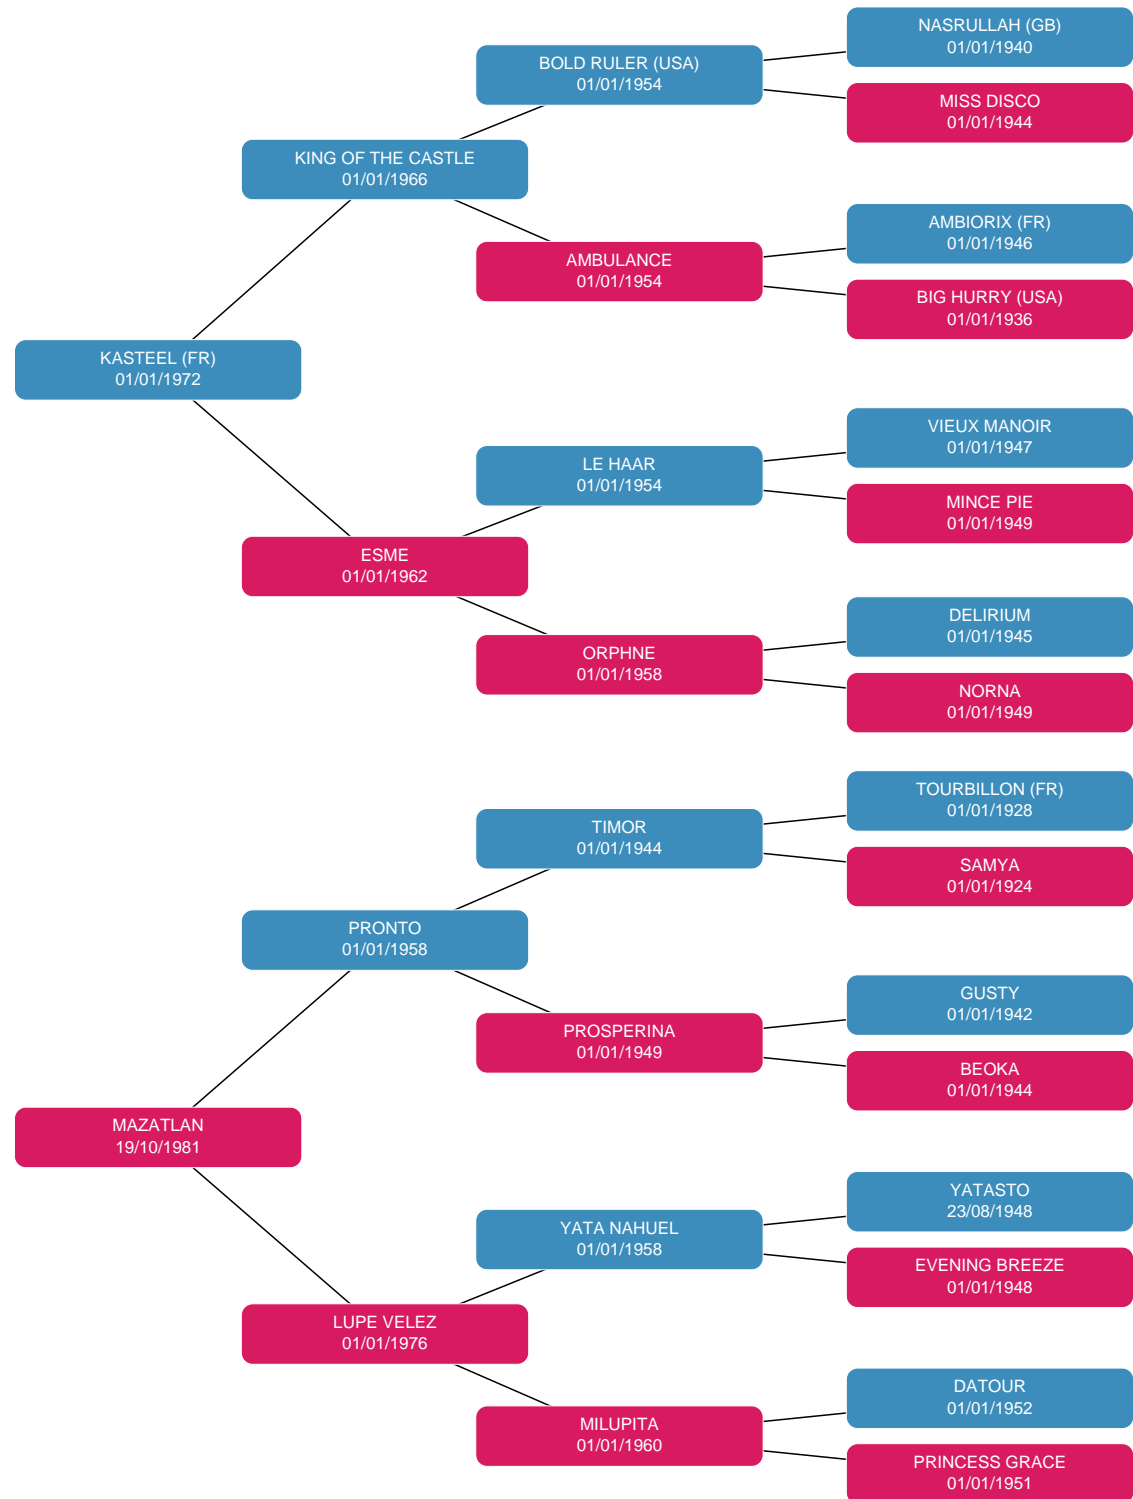 NASRULLAH (GB)
01/01/1940
BOLD RULER (USA)
01/01/1954
MISS DISCO
01/01/1944
KING OF THE CASTLE
01/01/1966
AMBIORIX (FR)
01/01/1946
AMBULANCE
01/01/1954
BIG HURRY (USA)
01/01/1936
KASTEEL (FR)
01/01/1972
VIEUX MANOIR
01/01/1947
LE HAAR
01/01/1954
MINCE PIE
01/01/1949
ESME
01/01/1962
DELIRIUM
01/01/1945
ORPHNE
01/01/1958
NORNA
01/01/1949
TOURBILLON (FR)
01/01/1928
TIMOR
01/01/1944
SAMYA
01/01/1924
PRONTO
01/01/1958
GUSTY
01/01/1942
PROSPERINA
01/01/1949
BEOKA
01/01/1944
MAZATLAN
19/10/1981
YATASTO
23/08/1948
YATA NAHUEL
01/01/1958
EVENING BREEZE
01/01/1948
LUPE VELEZ
01/01/1976
DATOUR
01/01/1952
MILUPITA
01/01/1960
PRINCESS GRACE
01/01/1951